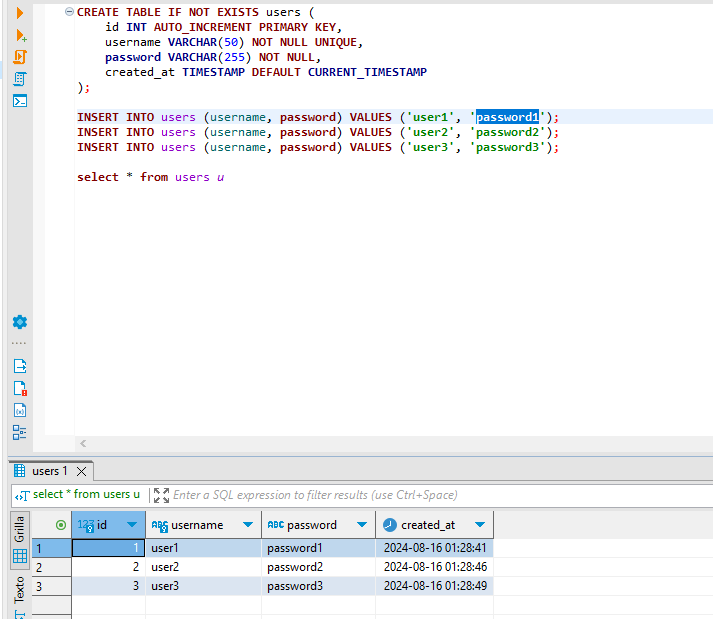 CREATE TABLE IF NOT EXISTS users (
id INT AUTO_INCREMENT PRIMARY KEY,
username VARCHAR(50) NOT NULL UNIQUE,
password VARCHAR(255) NOT NULL,
created_at TIMESTAMP DEFAULT CURRENT_TIMESTAMP
);
INSERT INTO users (username, password) VALUES ('user1', 'password1');
INSERT INTO users (username, password) VALUES ('user2', 'password2');
INSERT INTO users (username, password) VALUES ('user3', 'password3');
select * from users u
users 1
select * from users u Enter a SQL expression to filter results (use Ctrl+Space)
Grilla
Texto
123 id ABC username ABC password created_at
1 1 user1 password1 2024-08-16 01:28:41
2 2 user2 password2 2024-08-16 01:28:46
3 3 user3 password3 2024-08-16 01:28:49